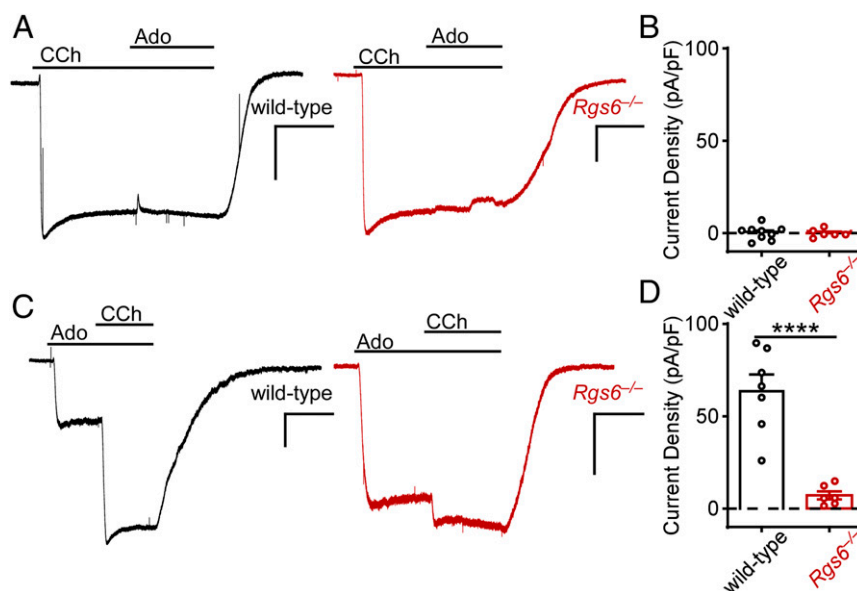 A
Ado
CCh
wild-type
Ado
CCh
Rgs6⁻/⁻
B
Current Density (pA/pF)
100
50
0
wild-type
Rgs6⁻/⁻
C
CCh
Ado
wild-type
CCh
Ado
Rgs6⁻/⁻
D
Current Density (pA/pF)
100
50
0
****
wild-type
Rgs6⁻/⁻